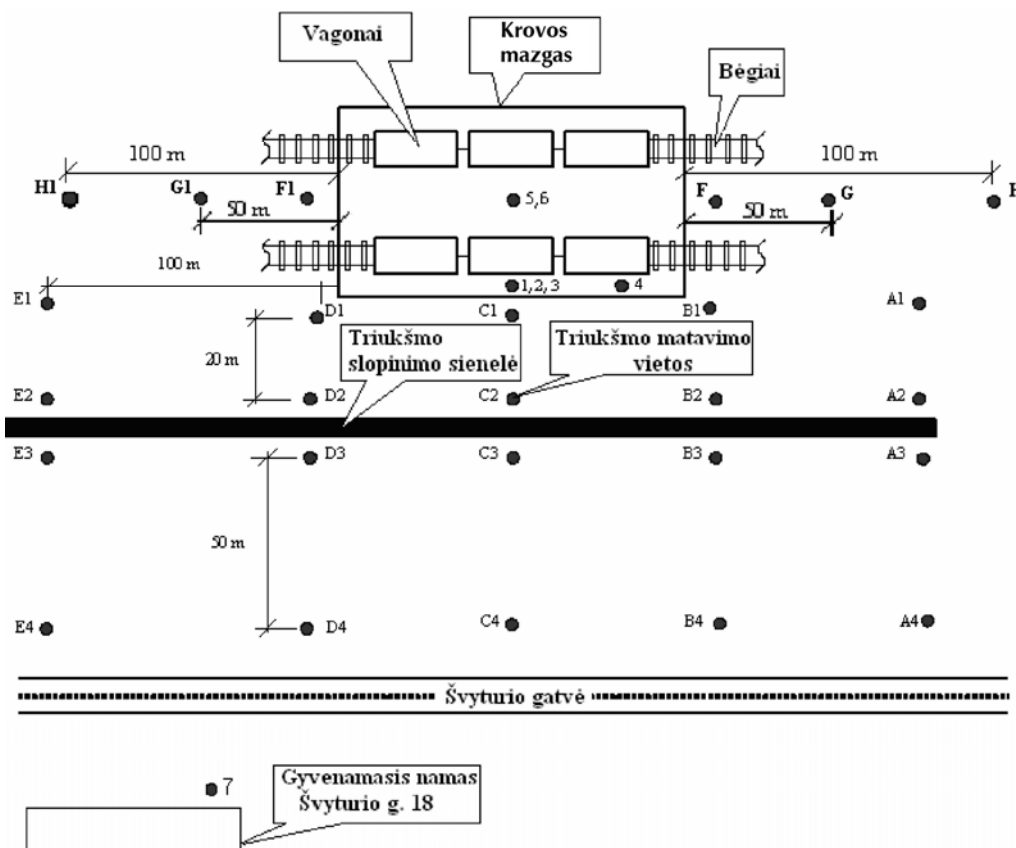 Vagonai
Krovos
mazgas
Bėgiai
100 m
100 m
H1
G1
F1
5,6
F
G
H
50 m
50 m
100 m
1, 2, 3
4
E1
D1
C1
B1
A1
Triukšmo
slopinimo sienelė
Triukšmo matavimo
vietos
20 m
E2
D2
C2
B2
A2
E3
D3
C3
B3
A3
50 m
E4
D4
C4
B4
A4
Švyturio gatvė
7
Gyvenamasis namas
Švyturio g. 18